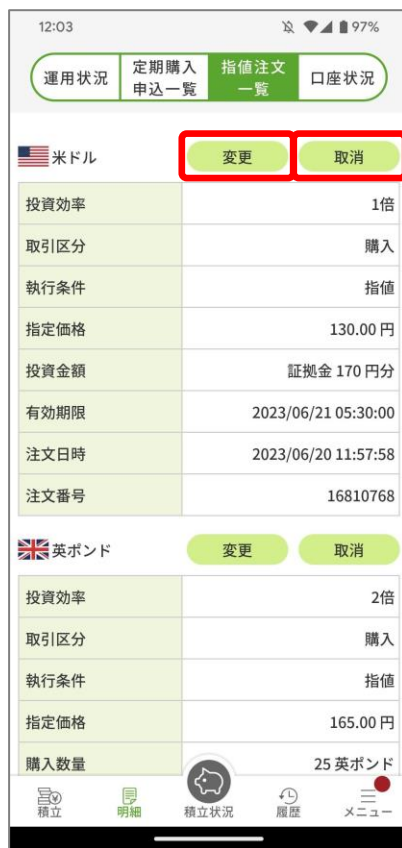 12:03 97%
運用状況 定期購入 指値注文 口座状況
申込一覧 一覧
米ドル 変更 取消
投資効率 1倍
取引区分 購入
執行条件 指値
指定価格 130.00 円
投資金額 証拠金 170 円分
有効期限 2023/06/21 05:30:00
注文日時 2023/06/20 11:57:58
注文番号 16810768
英ポンド 変更 取消
投資効率 2倍
取引区分 購入
執行条件 指値
指定価格 165.00 円
購入数量 25 英ポンド
積立 明細 積立状況 履歴 メニュー